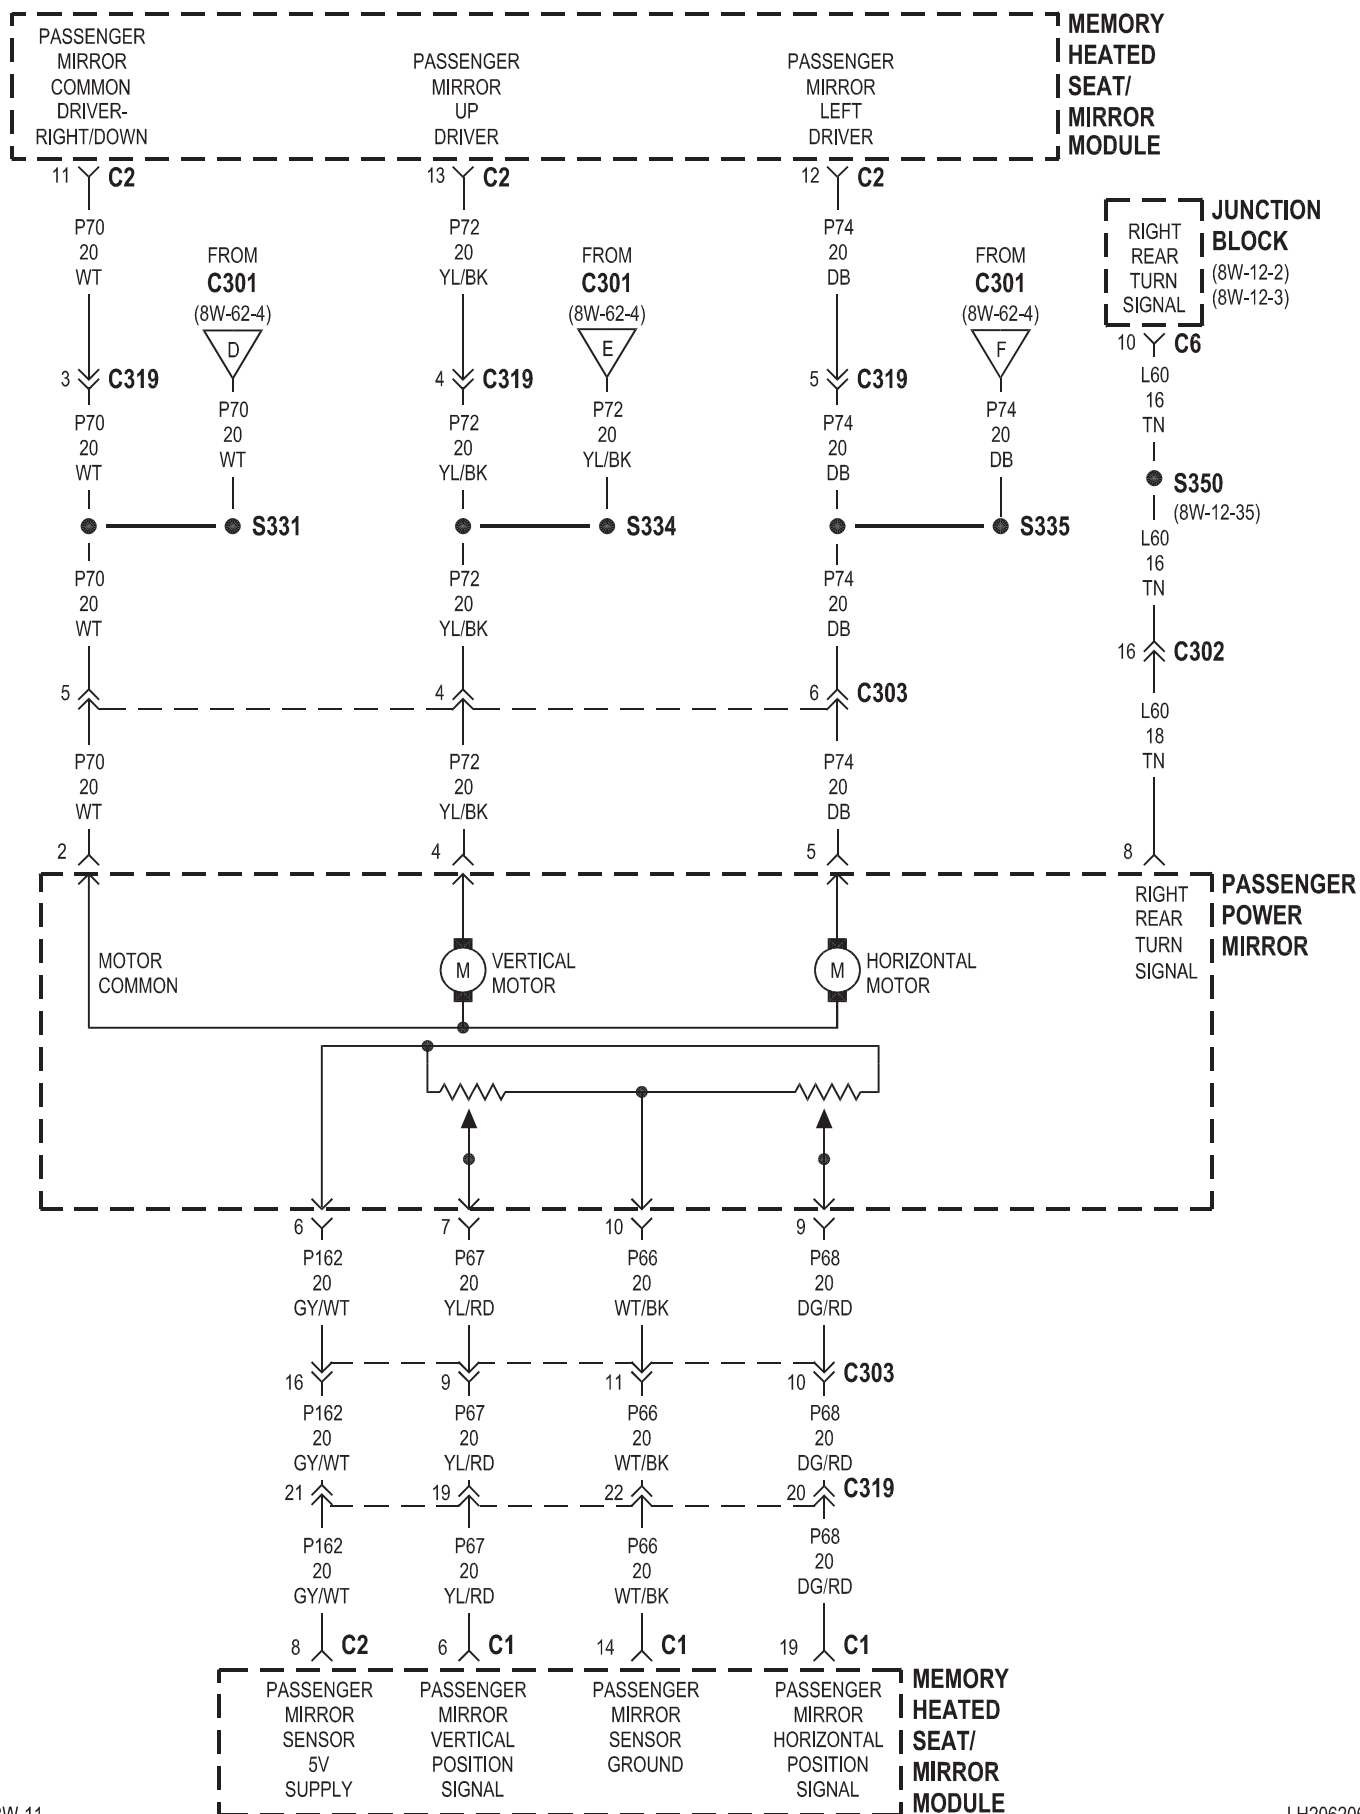 PASSENGER
MIRROR
COMMON
DRIVER-
RIGHT/DOWN
PASSENGER
MIRROR
UP
DRIVER
PASSENGER
MIRROR
LEFT
DRIVER
MEMORY
HEATED
SEAT/
MIRROR
MODULE
11 C2
13 C2
12 C2
P70
20
WT
P72
20
YL/BK
P74
20
DB
FROM
C301
(8W-62-4)
D
FROM
C301
(8W-62-4)
E
FROM
C301
(8W-62-4)
F
RIGHT
REAR
TURN
SIGNAL
JUNCTION
BLOCK
(8W-12-2)
(8W-12-3)
10 C6
3 C319
4 C319
5 C319
P70
20
WT
P70
20
WT
P72
20
YL/BK
P72
20
YL/BK
P74
20
DB
P74
20
DB
L60
16
TN
S331
S334
S335
S350
(8W-12-35)
P70
20
WT
P72
20
YL/BK
P74
20
DB
L60
16
TN
16 C302
5
4
6 C303
P70
20
WT
P72
20
YL/BK
P74
20
DB
L60
18
TN
2
4
5
8
MOTOR
COMMON
M
VERTICAL
MOTOR
M
HORIZONTAL
MOTOR
RIGHT
REAR
TURN
SIGNAL
PASSENGER
POWER
MIRROR
6
7
10
9
P162
20
GY/WT
P67
20
YL/RD
P66
20
WT/BK
P68
20
DG/RD
16
9
11
10 C303
P162
20
GY/WT
P67
20
YL/RD
P66
20
WT/BK
P68
20
DG/RD
21
19
22
20 C319
P162
20
GY/WT
P67
20
YL/RD
P66
20
WT/BK
P68
20
DG/RD
8 C2
6 C1
14 C1
19 C1
PASSENGER
MIRROR
SENSOR
5V
SUPPLY
PASSENGER
MIRROR
VERTICAL
POSITION
SIGNAL
PASSENGER
MIRROR
SENSOR
GROUND
PASSENGER
MIRROR
HORIZONTAL
POSITION
SIGNAL
MEMORY
HEATED
SEAT/
MIRROR
MODULE